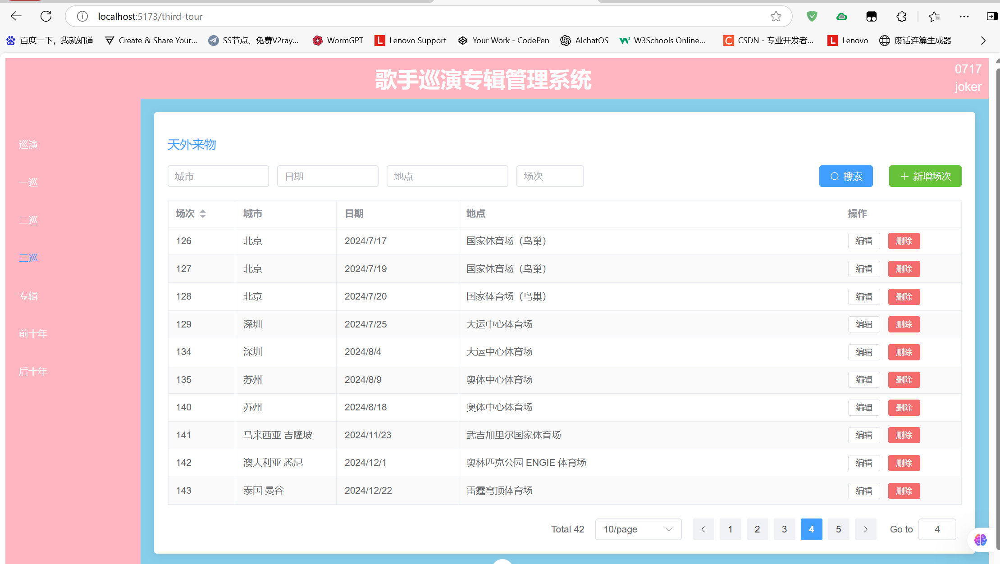 localhost:5173/third-tour
百度一下，我就知道 Create & Share Your... SS节点、免费V2ray... WormGPT Lenovo Support Your Work - CodePen AIchatOS W3Schools Online... CSDN - 专业开发者... Lenovo 废话连篇生成器
歌手巡演专辑管理系统
0717
joker
巡演
一巡
二巡
三巡
专辑
前十年
后十年
天外来物
城市 日期 地点 场次 搜索 新增场次
场次 城市 日期 地点 操作
126 北京 2024/7/17 国家体育场（鸟巢） 编辑 删除
127 北京 2024/7/19 国家体育场（鸟巢） 编辑 删除
128 北京 2024/7/20 国家体育场（鸟巢） 编辑 删除
129 深圳 2024/7/25 大运中心体育场 编辑 删除
134 深圳 2024/8/4 大运中心体育场 编辑 删除
135 苏州 2024/8/9 奥体中心体育场 编辑 删除
140 苏州 2024/8/18 奥体中心体育场 编辑 删除
141 马来西亚 吉隆坡 2024/11/23 武吉加里尔国家体育场 编辑 删除
142 澳大利亚 悉尼 2024/12/1 奥林匹克公园 ENGIE 体育场 编辑 删除
143 泰国 曼谷 2024/12/22 雷霆穹顶体育场 编辑 删除
Total 42 10/page 1 2 3 4 5 Go to 4